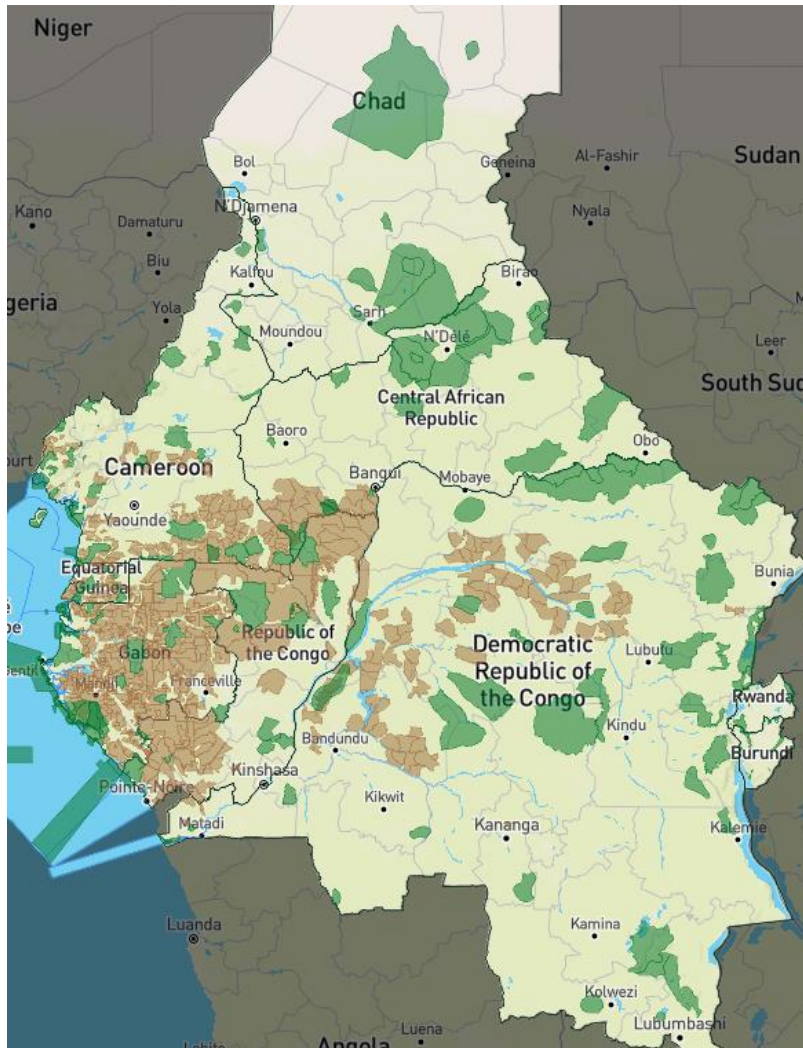 Niger
Chad
Bol
Geneina
Al-Fashir
Sudan
Kano
N'Djamena
Damaturu
Nyala
Biu
Kalfou
Birao
geria
Yola
Sarh
Moundou
N'Délé
Leer
South Suc
Central African
Republic
Baoro
Obo
ourt
Cameroon
Bangui
Mobaye
Yaounde
Equatorial
Guinea
Bunia
Republic of
the Congo
Democratic
Republic of
the Congo
Gabon
Lubutu
Franceville
Rwanda
Kindu
Bandundu
Burundi
Kinshasa
Pointe-Noire
Kikwit
Matadi
Kananga
Kalemie
Luanda
Kamina
Kolwezi
Luena
Lubumbashi
Angola